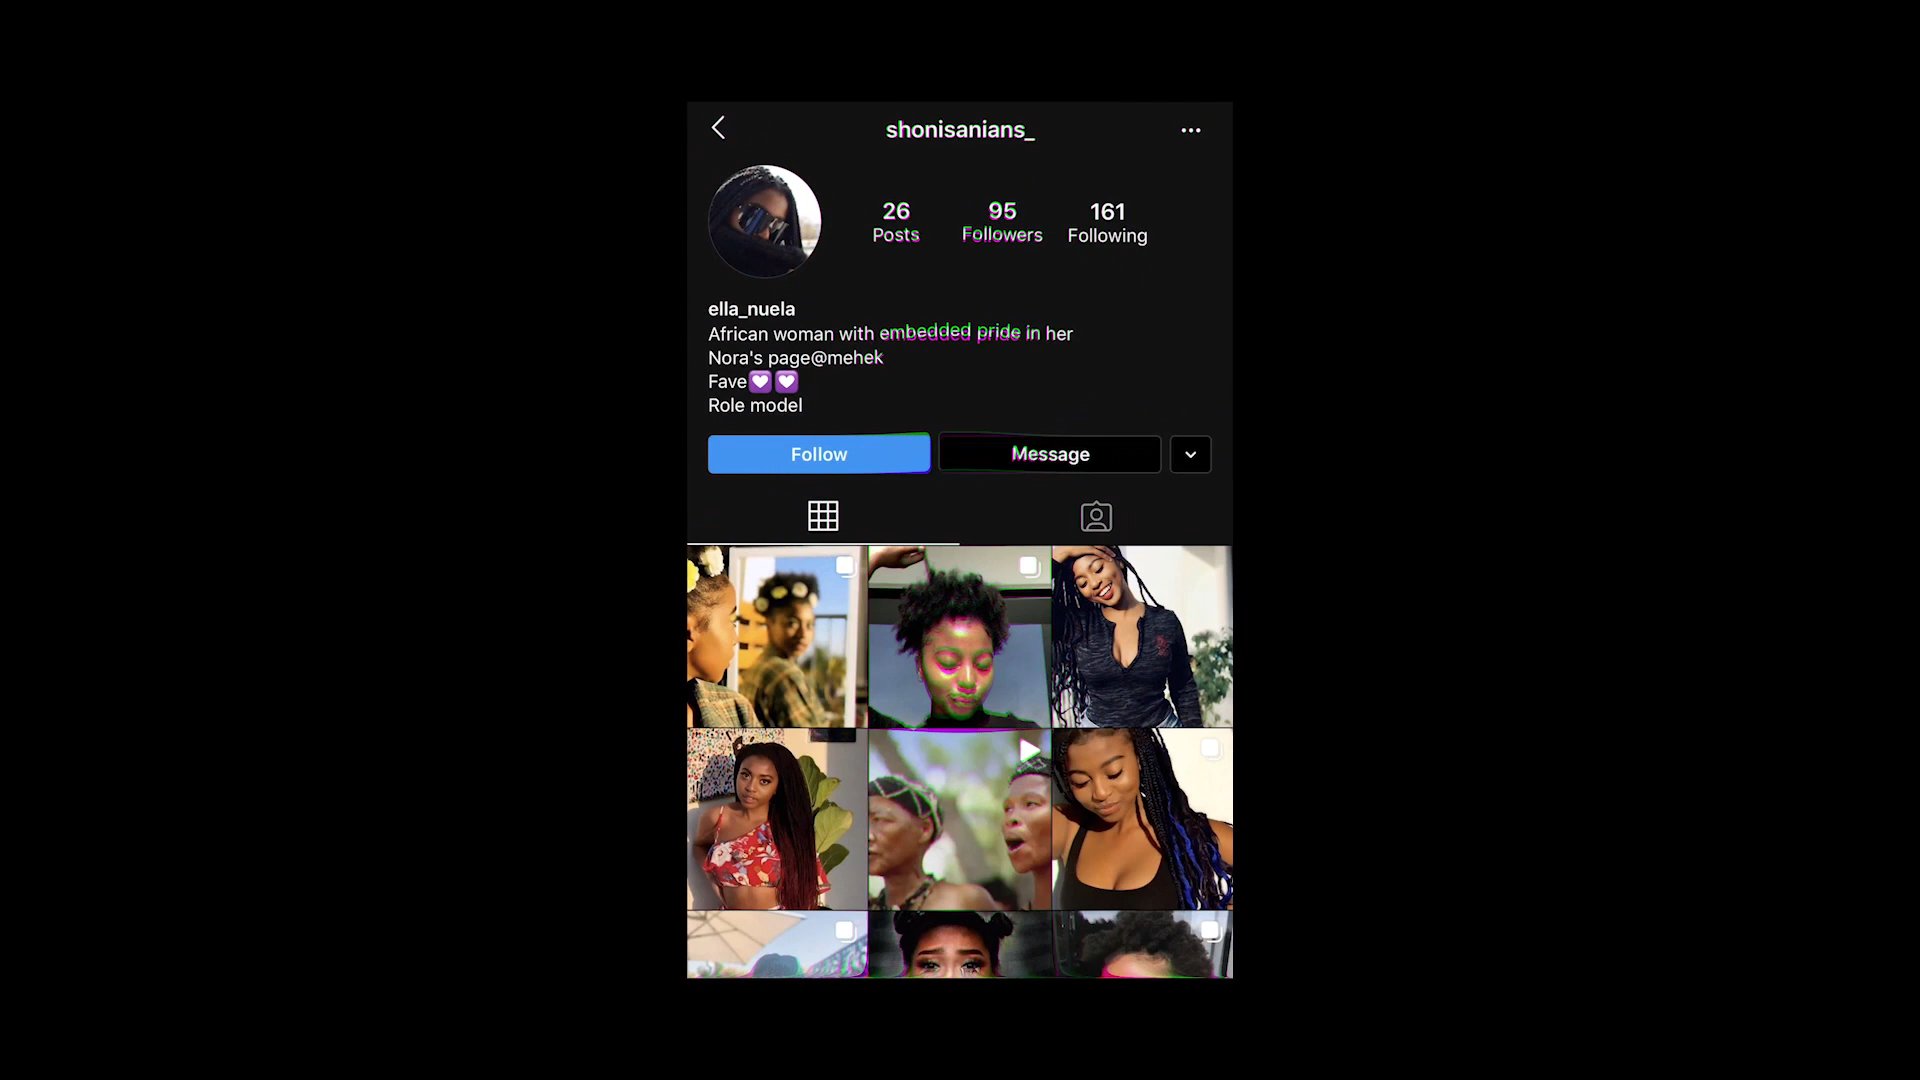 shonisanians_
26 95 161
Posts Followers Following
ella_nuela
African woman with embedded pride in her
Nora's page@mehek
Fave💜💜
Role model
Follow Message